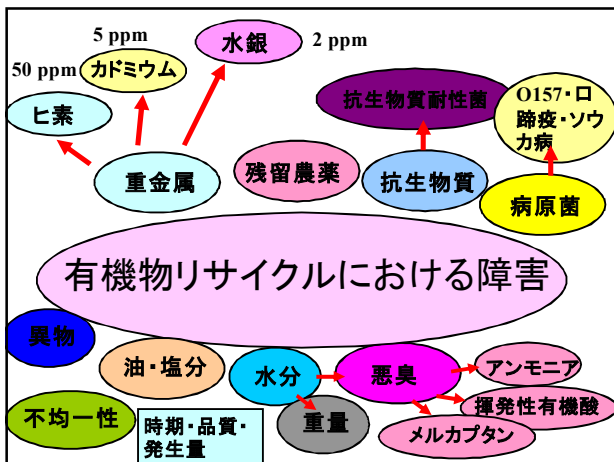 5 ppm
水銀
2 ppm
50 ppm
カドミウム
ヒ素
抗生物質耐性菌
O157・口
蹄疫・ソウ
カ病
重金属
残留農薬
抗生物質
病原菌
有機物リサイクルにおける障害
異物
油・塩分
水分
悪臭
アンモニア
揮発性有機酸
メルカプタン
重量
不均一性
時期・品質・
発生量